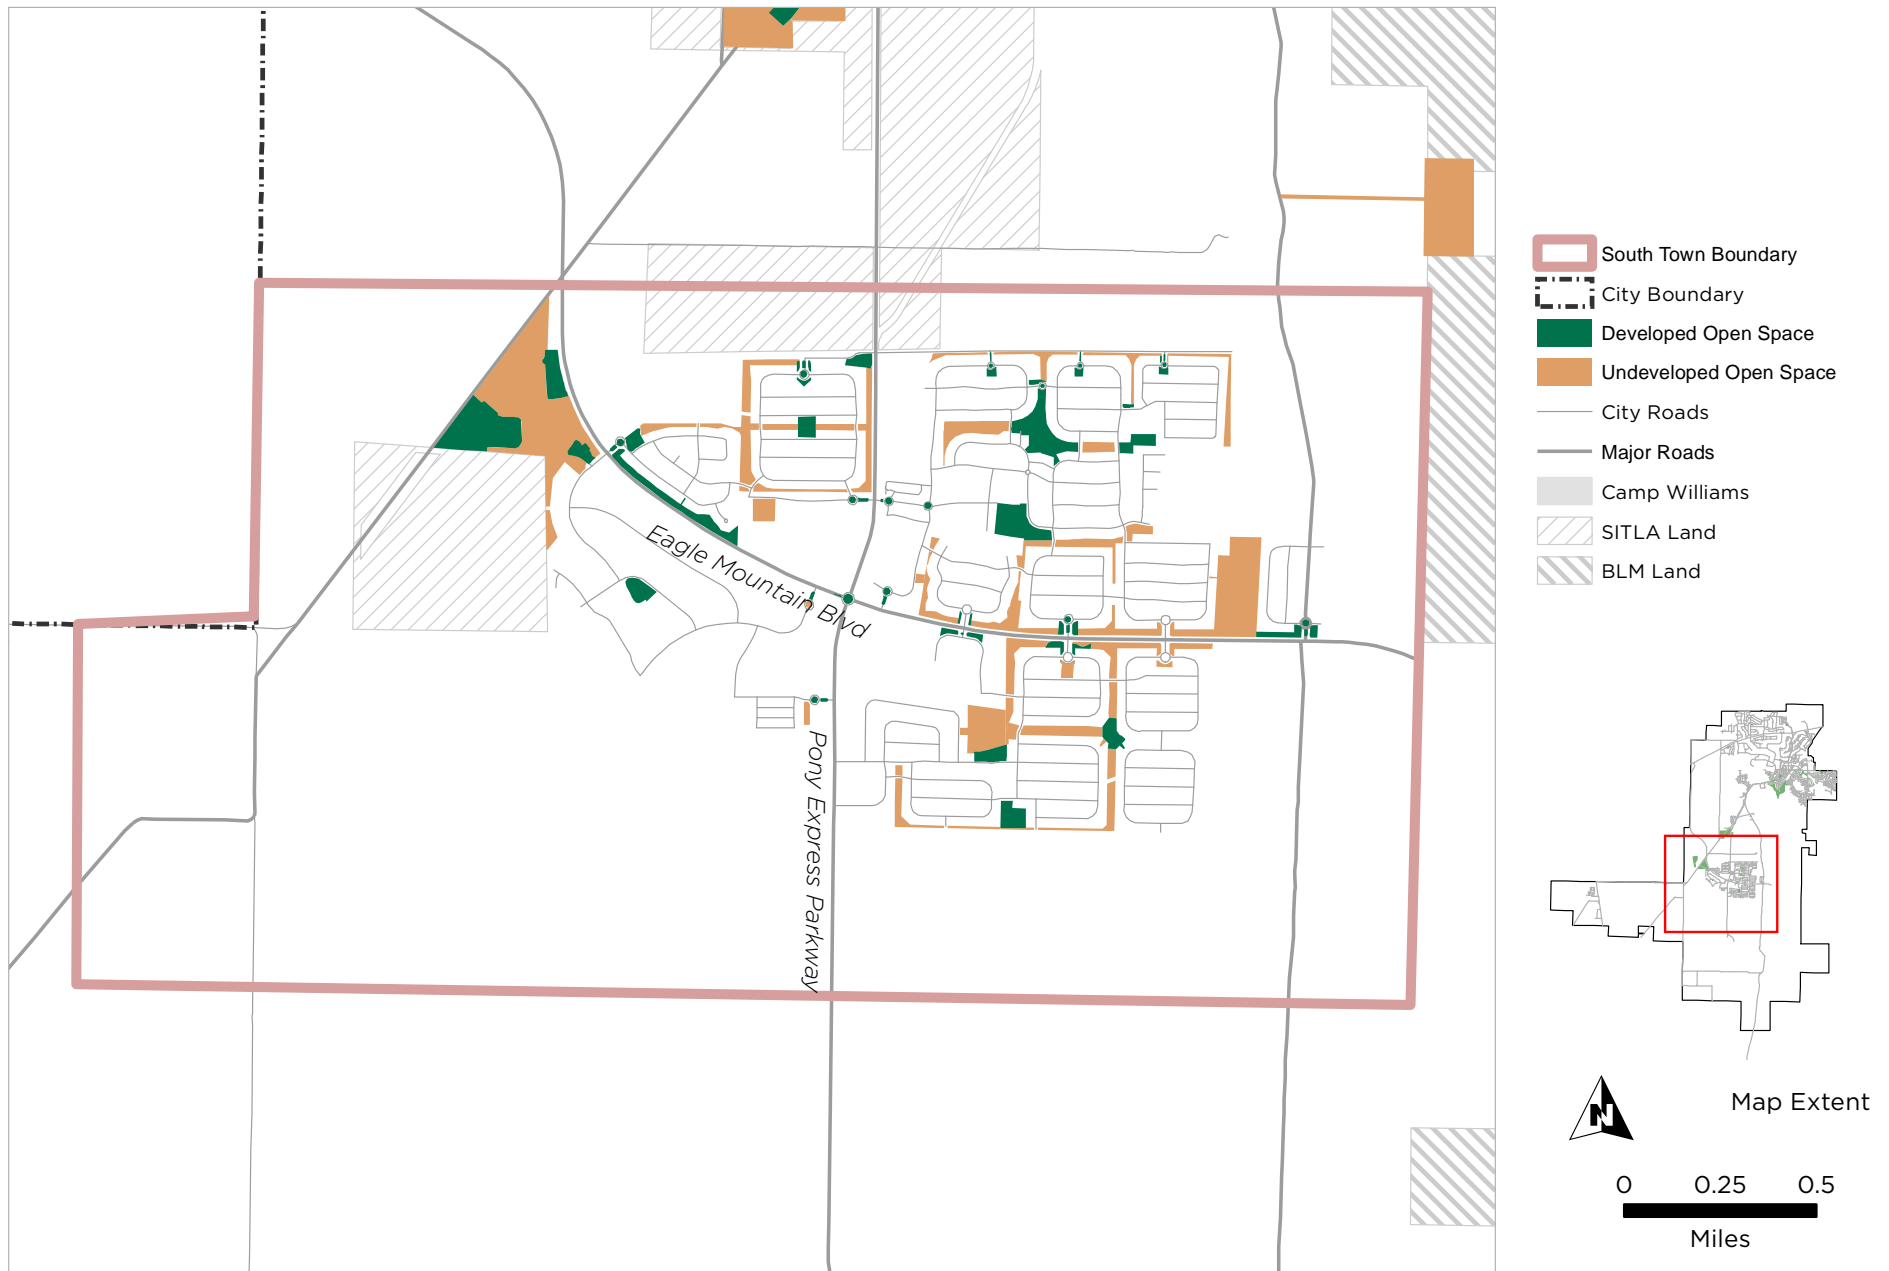 South Town Boundary
City Boundary
Developed Open Space
Undeveloped Open Space
City Roads
Major Roads
Camp Williams
SITLA Land
BLM Land
Eagle Mountain Blvd
Pony Express Parkway
N
Map Extent
0 0.25 0.5
Miles